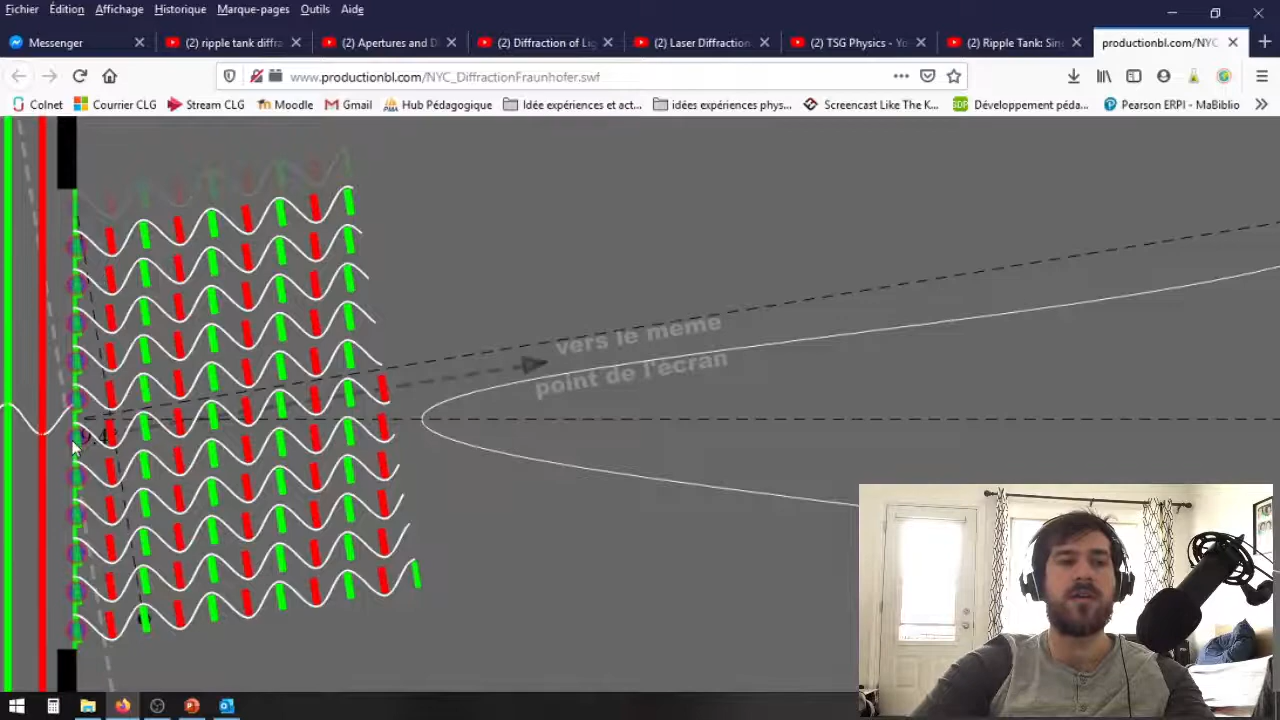 Fichier Édition Affichage Historique Marque-pages Outils Aide
Messenger
(2) ripple tank diffra
(2) Apertures and D
(2) Diffraction of Lig
(2) Laser Diffraction
(2) TSG Physics - Yo
(2) Ripple Tank: Sin
productionbl.com/NYC_D
www.productionbl.com/NYC_DiffractionFraunhofer.swf
Colnet
Courrier CLG
Stream CLG
Moodle
Gmail
Hub Pédagogique
Idée expériences et act...
idées expériences phys...
Screencast Like The K...
Développement péda...
Pearson ERPI - MaBiblio
vers le meme
point de l'écran